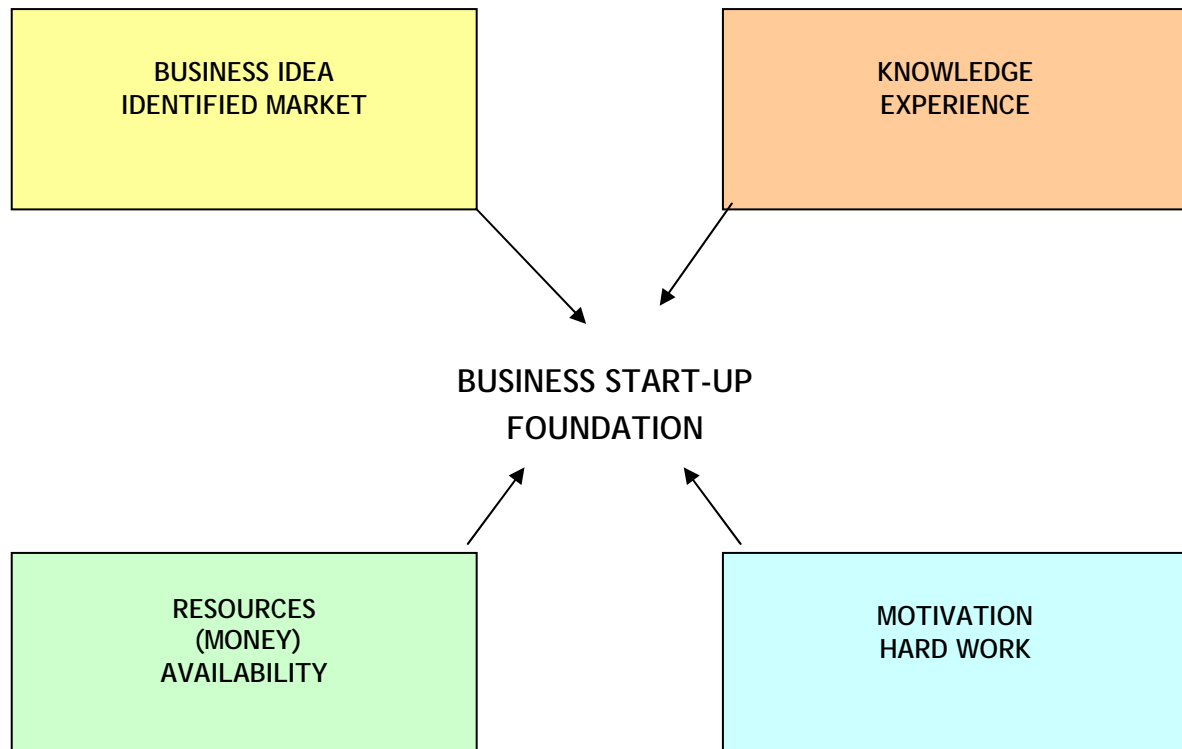 BUSINESS IDEA
IDENTIFIED MARKET
KNOWLEDGE
EXPERIENCE
BUSINESS START-UP
FOUNDATION
RESOURCES
(MONEY)
AVAILABILITY
MOTIVATION
HARD WORK